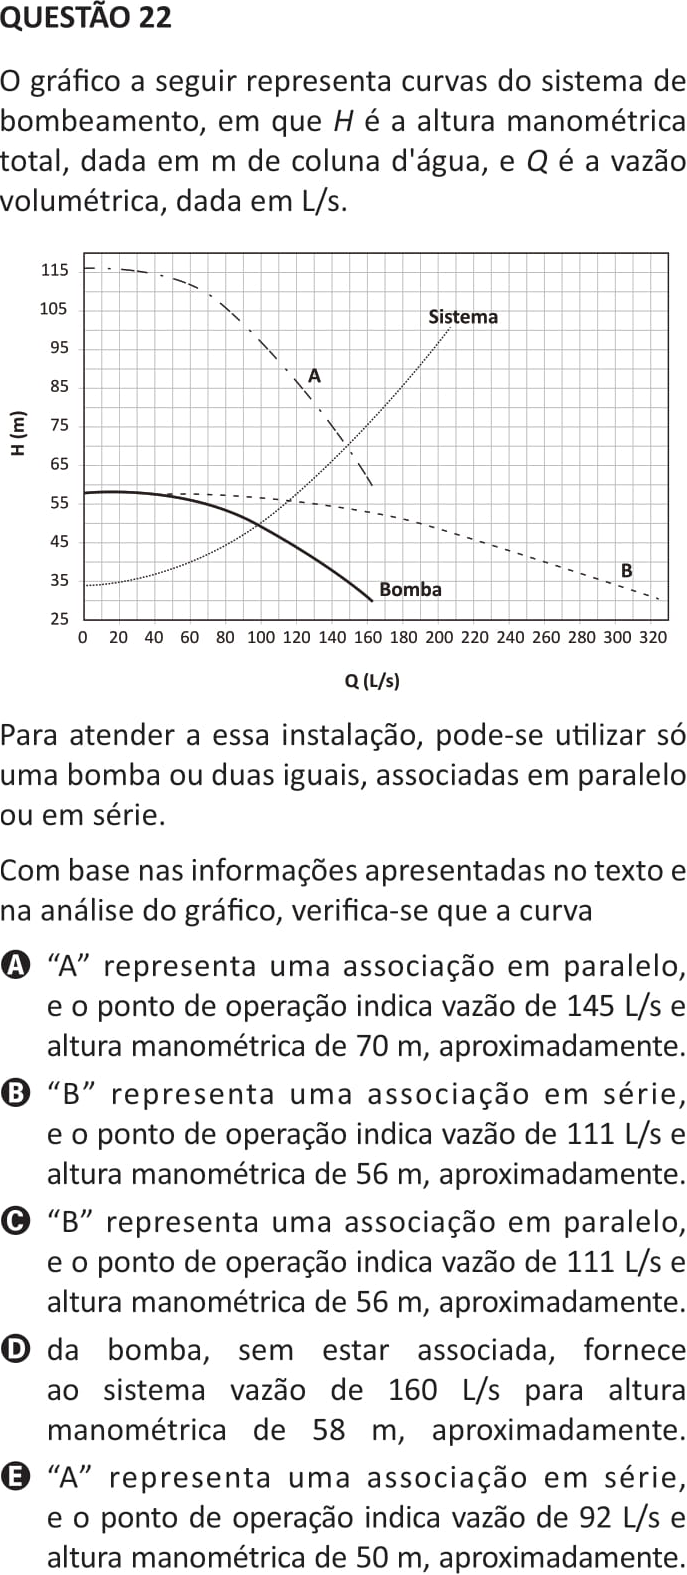 QUESTÃO 22
O gráfico a seguir representa curvas do sistema de
bombeamento, em que H é a altura manométrica
total, dada em m de coluna d'água, e Q é a vazão
volumétrica, dada em L/s.
115
105
95
85
75
65
55
45
35
25
H (m)
Sistema
A
B
Bomba
0 20 40 60 80 100 120 140 160 180 200 220 240 260 280 300 320
Q (L/s)
Para atender a essa instalação, pode-se utilizar só
uma bomba ou duas iguais, associadas em paralelo
ou em série.
Com base nas informações apresentadas no texto e
na análise do gráfico, verifica-se que a curva
A “A” representa uma associação em paralelo,
e o ponto de operação indica vazão de 145 L/s e
altura manométrica de 70 m, aproximadamente.
B “B” representa uma associação em série,
e o ponto de operação indica vazão de 111 L/s e
altura manométrica de 56 m, aproximadamente.
C “B” representa uma associação em paralelo,
e o ponto de operação indica vazão de 111 L/s e
altura manométrica de 56 m, aproximadamente.
D da bomba, sem estar associada, fornece
ao sistema vazão de 160 L/s para altura
manométrica de 58 m, aproximadamente.
E “A” representa uma associação em série,
e o ponto de operação indica vazão de 92 L/s e
altura manométrica de 50 m, aproximadamente.